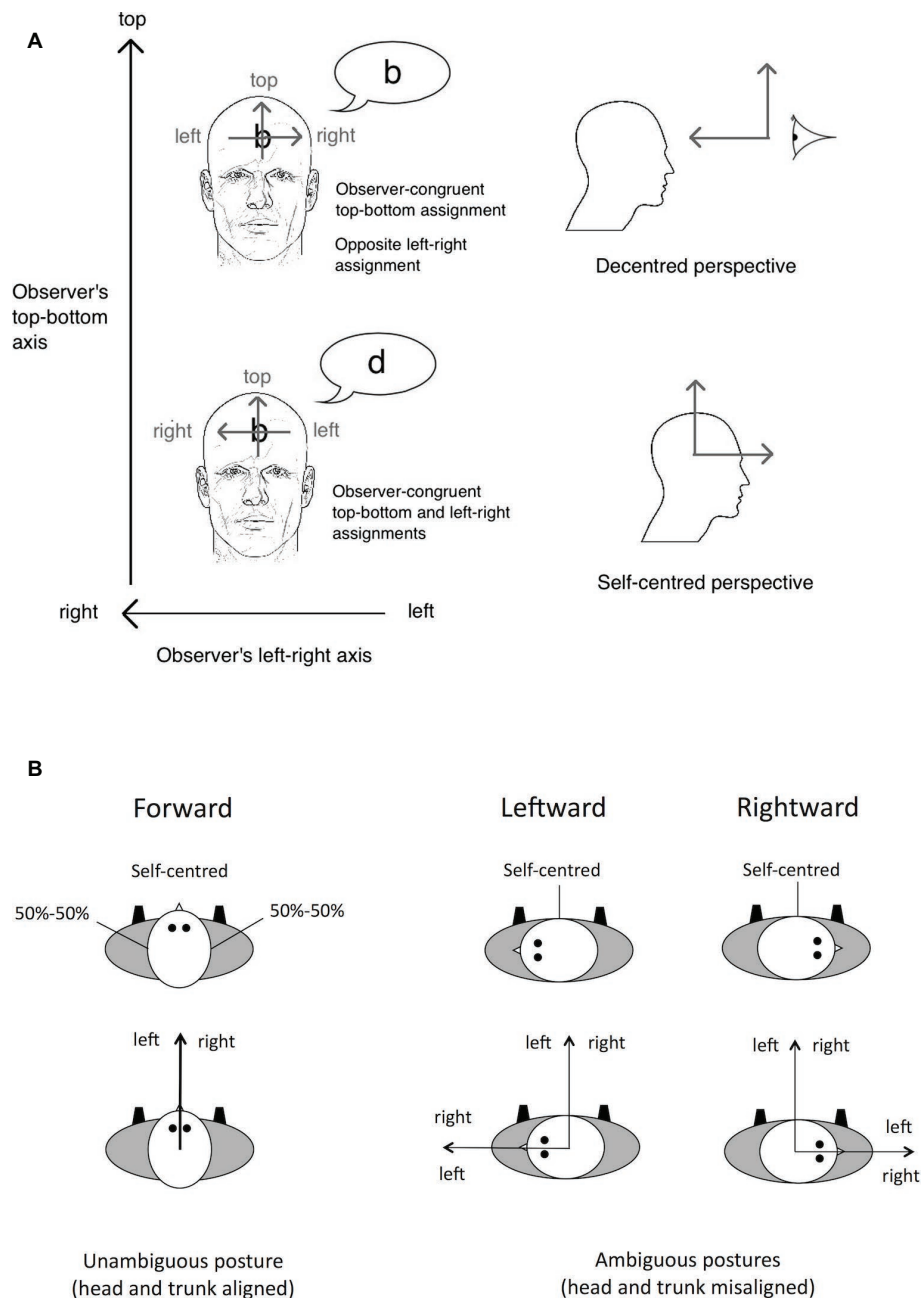 A
top
b
top
left
b
right
Observer-congruent
top-bottom assignment
Opposite left-right
assignment
Decentred perspective
Observer's
top-bottom
axis
d
top
right
b
left
Observer-congruent
top-bottom and left-right
assignments
Self-centred perspective
right
left
Observer's left-right axis
B
Forward
Leftward
Rightward
Self-centred
Self-centred
Self-centred
50%-50%
50%-50%
left right
left right
left right
right
left
left
right
Unambiguous posture
(head and trunk aligned)
Ambiguous postures
(head and trunk misaligned)